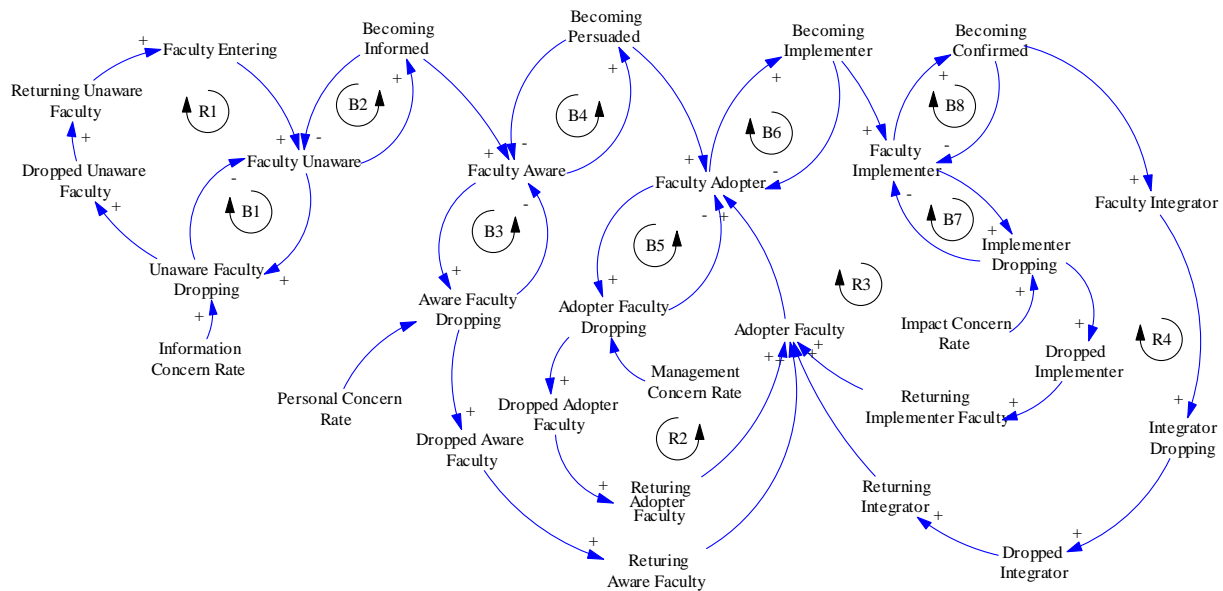 Becoming
Informed
Becoming
Persuaded
Becoming
Implementer
Becoming
Confirmed
+
Faculty Entering
+
+
+
+
Returning Unaware
Faculty
R1
B2
B4
B6
B8
+
Dropped Unaware
Faculty
+
-
Faculty Unaware
+
-
Faculty Aware
+
-
Faculty Adopter
+
-
Faculty
Implementer
+
Faculty Integrator
+
-
B1
+
Unaware Faculty
Dropping
+
Information
Concern Rate
-
B3
+
Aware Faculty
Dropping
Personal Concern
Rate
+
Dropped Aware
Faculty
-
+
B5
+
Adopter Faculty
Dropping
Management
Concern Rate
+
Dropped Adopter
Faculty
R2
+
Returing
Adopter
Faculty
+
Returing
Aware Faculty
-
B7
+
Implementer
Dropping
R3
+
Impact Concern
Rate
Adopter Faculty
+
+
+
+
+
Dropped
Implementer
+
Returning
Implementer Faculty
R4
+
Integrator
Dropping
Returning
Integrator
+
+
Dropped
Integrator